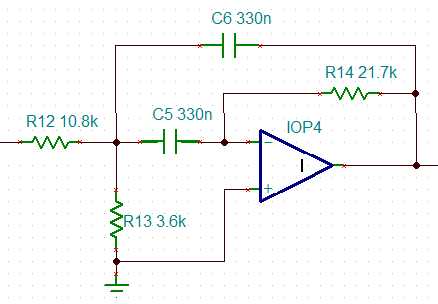 C6 330n
R14 21.7k
R12 10.8k
C5 330n
IOP4
−
+
I
R13 3.6k